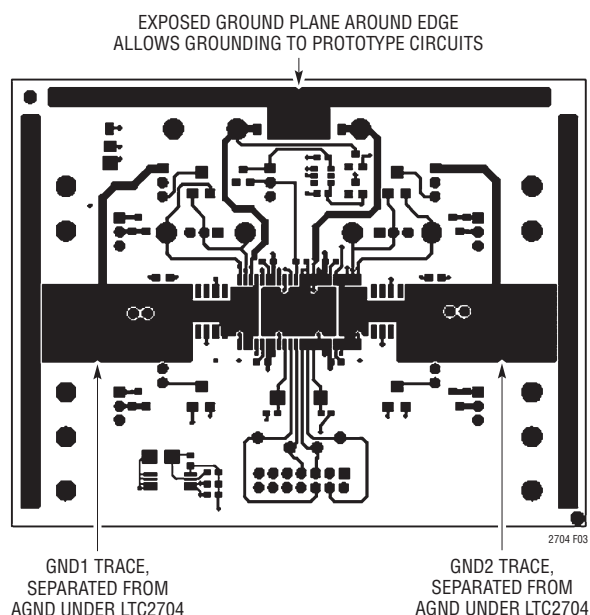 EXPOSED GROUND PLANE AROUND EDGE
ALLOWS GROUNDING TO PROTOTYPE CIRCUITS
2704 F03
GND1 TRACE,
SEPARATED FROM
AGND UNDER LTC2704
GND2 TRACE,
SEPARATED FROM
AGND UNDER LTC2704